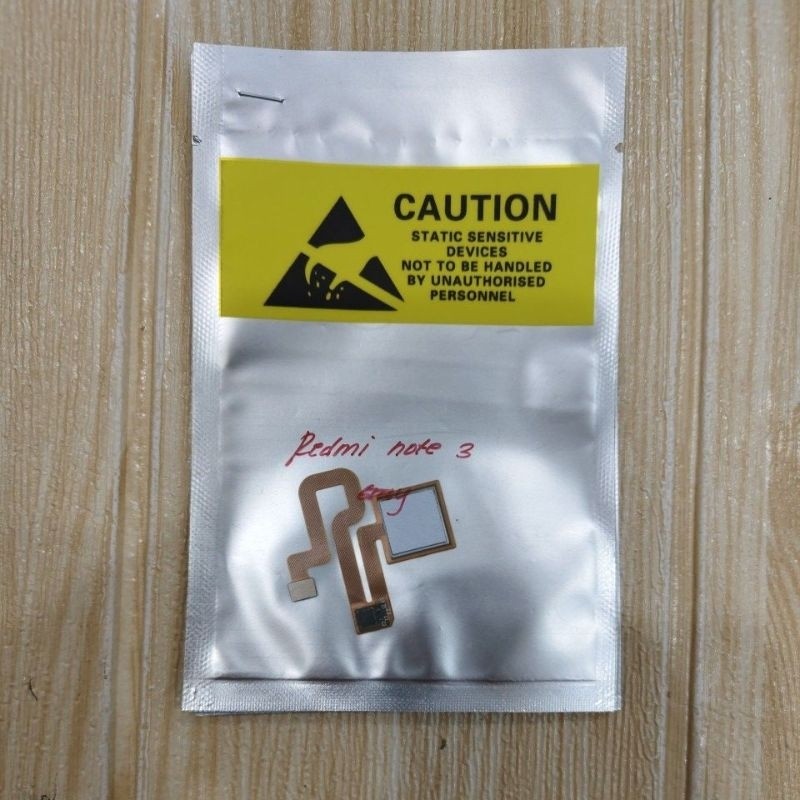 CAUTION
STATIC SENSITIVE
DEVICES
NOT TO BE HANDLED
BY UNAUTHORISED
PERSONNEL
Redmi note 3